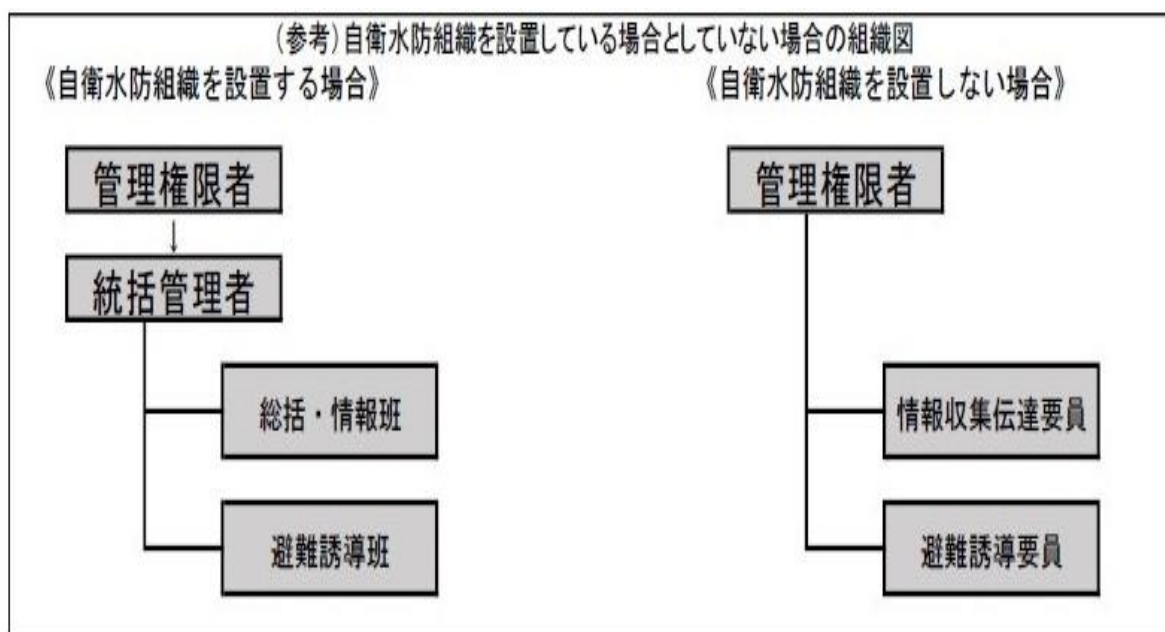 (参考)自衛水防組織を設置している場合としていない場合の組織図
《自衛水防組織を設置する場合》
管理権限者
↓
統括管理者
総括・情報班
避難誘導班
《自衛水防組織を設置しない場合》
管理権限者
情報収集伝達要員
避難誘導要員